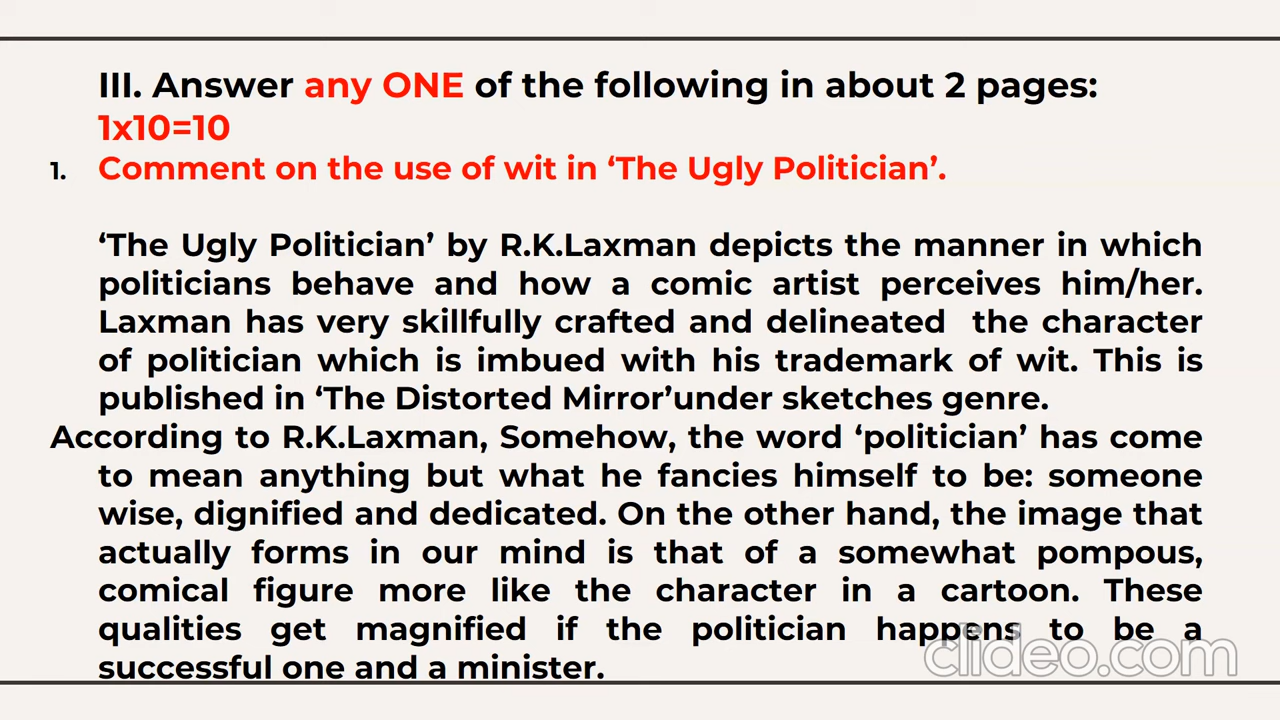 III. Answer any ONE of the following in about 2 pages:
1x10=10
1. Comment on the use of wit in ‘The Ugly Politician’.
‘The Ugly Politician’ by R.K.Laxman depicts the manner in which
politicians behave and how a comic artist perceives him/her.
Laxman has very skillfully crafted and delineated the character
of politician which is imbued with his trademark of wit. This is
published in ‘The Distorted Mirror’under sketches genre.
According to R.K.Laxman, Somehow, the word ‘politician’ has come
to mean anything but what he fancies himself to be: someone
wise, dignified and dedicated. On the other hand, the image that
actually forms in our mind is that of a somewhat pompous,
comical figure more like the character in a cartoon. These
qualities get magnified if the politician happens to be a
successful one and a minister.
clideo.com